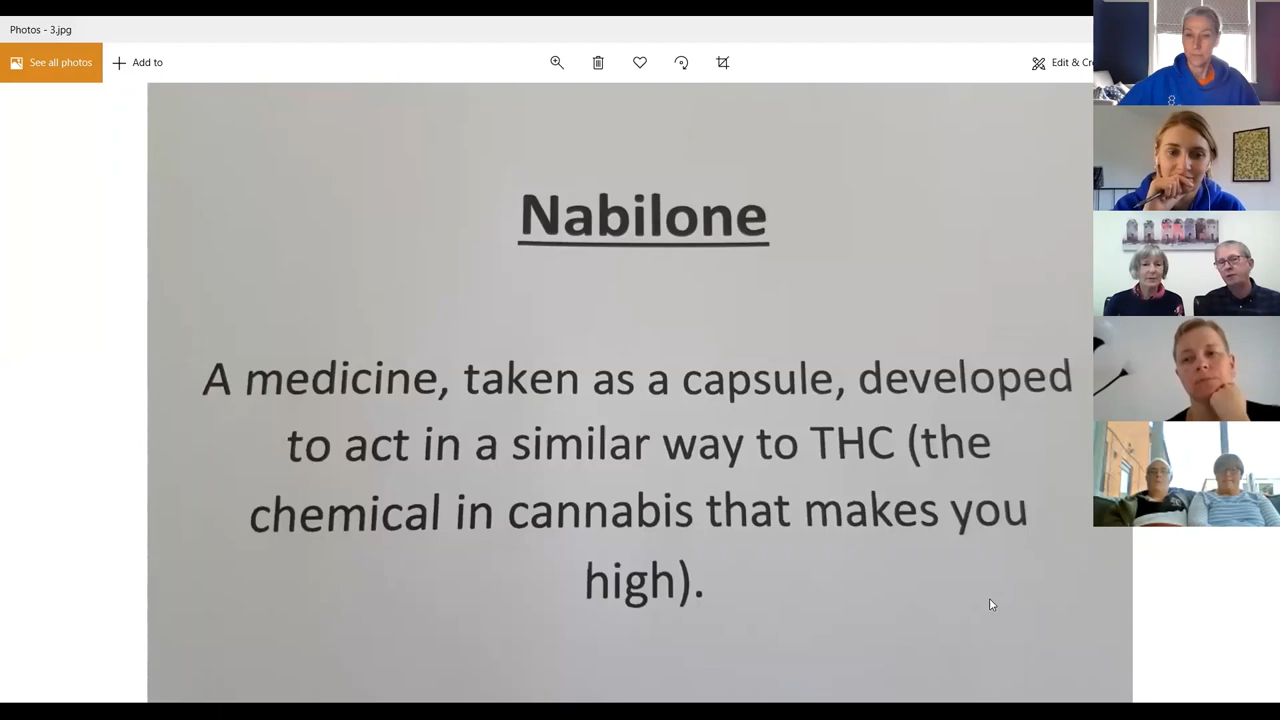 Photos - 3.jpg
See all photos
Add to
Edit & Cr
Nabilone
A medicine, taken as a capsule, developed
to act in a similar way to THC (the
chemical in cannabis that makes you
high).